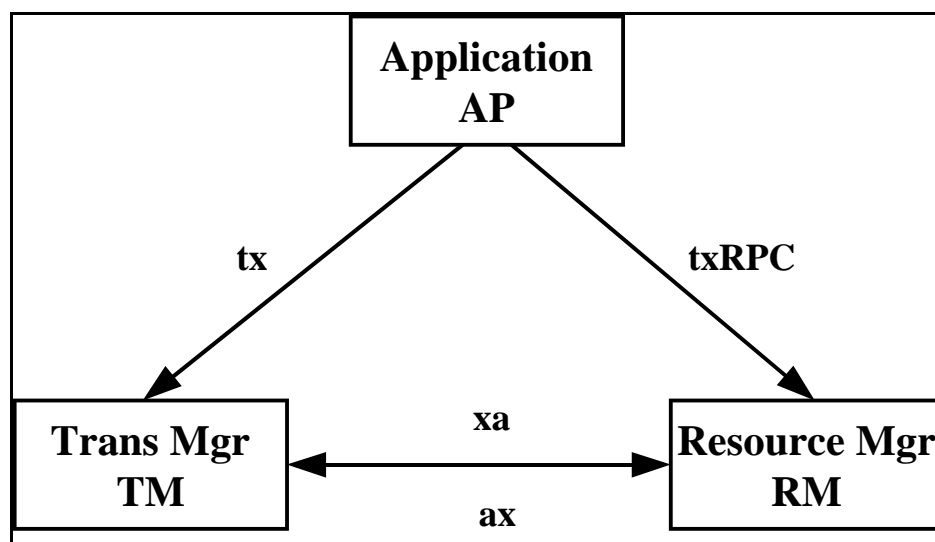 Application
AP
tx
txRPC
Trans Mgr
TM
xa
ax
Resource Mgr
RM